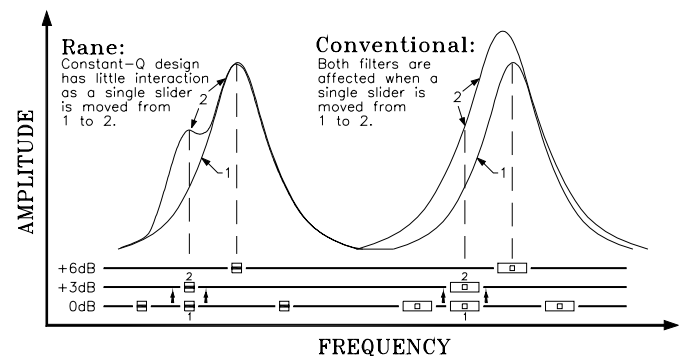 Rane:
Constant-Q design
has little interaction
as a single slider
is moved from
1 to 2.
2
1
Conventional:
Both filters are
affected when a
single slider is
moved from
1 to 2.
2
1
AMPLITUDE
+6dB
+3dB
2
2
0dB
1
1
FREQUENCY